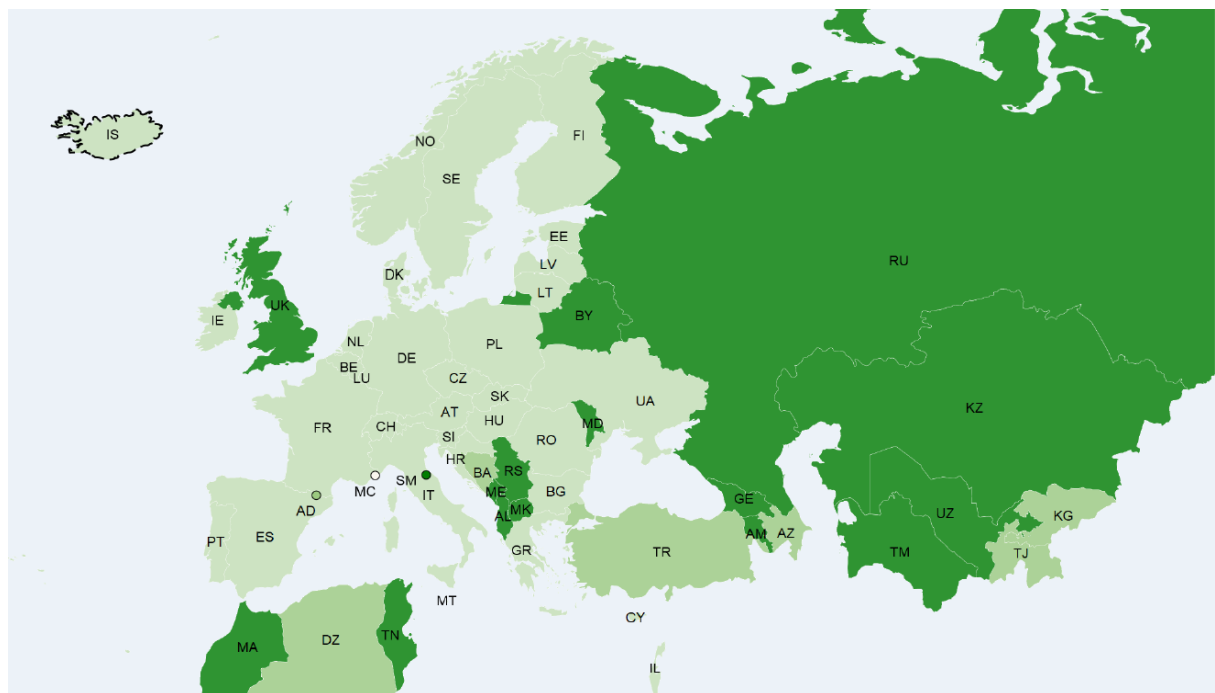 IS
NO
FI
SE
EE
LV
DK
LT
RU
IE
UK
BY
NL
BE
LU
DE
PL
CZ
SK
AT
HU
UA
KZ
FR
CH
SI
HR
RO
MD
BA
RS
MC
SM
IT
ME
BG
MK
AL
AD
PT
ES
GR
TR
GE
AM
AZ
UZ
TM
KG
TJ
MT
CY
MA
DZ
TN
IL